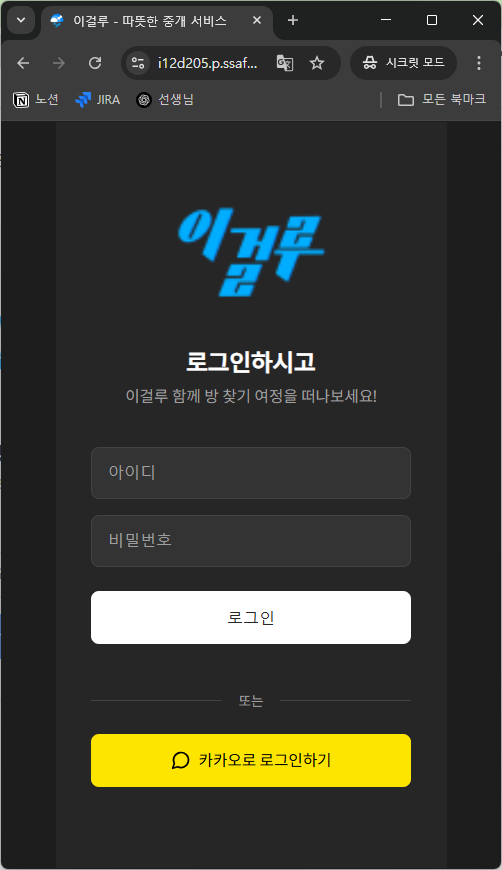 이걸루 - 따뜻한 중개 서비스
i12d205.p.ssaf...
시크릿 모드
노션
JIRA
선생님
모든 북마크
이걸루
로그인하시고
이걸루 함께 방 찾기 여정을 떠나보세요!
아이디
비밀번호
로그인
또는
카카오로 로그인하기